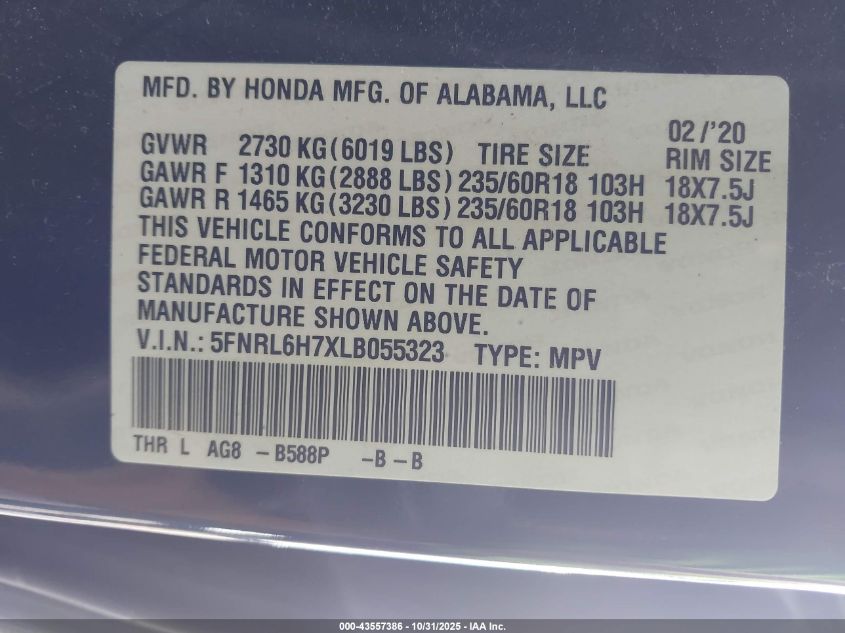 MFD. BY HONDA MFG. OF ALABAMA, LLC
02/'20
GVWR 2730 KG (6019 LBS) TIRE SIZE RIM SIZE
GAWR F 1310 KG (2888 LBS) 235/60R18 103H 18X7.5J
GAWR R 1465 KG (3230 LBS) 235/60R18 103H 18X7.5J
THIS VEHICLE CONFORMS TO ALL APPLICABLE
FEDERAL MOTOR VEHICLE SAFETY
STANDARDS IN EFFECT ON THE DATE OF
MANUFACTURE SHOWN ABOVE.
V.I.N.: 5FNRL6H7XLB055323 TYPE: MPV
THR L AG8 -B588P -B -B
000-43557386 - 10/31/2025 - IAA Inc.